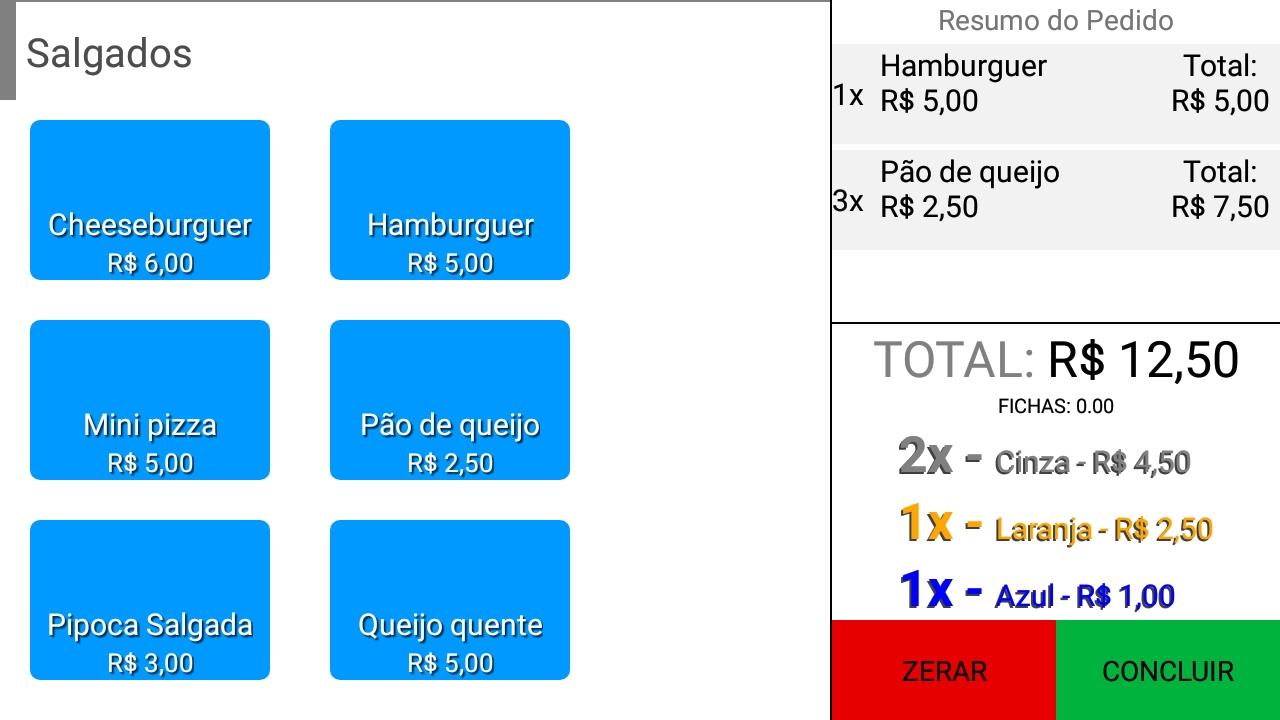 Salgados
Cheeseburguer
R$ 6,00
Hamburguer
R$ 5,00
Mini pizza
R$ 5,00
Pão de queijo
R$ 2,50
Pipoca Salgada
R$ 3,00
Queijo quente
R$ 5,00
Resumo do Pedido
1x
Hamburguer
R$ 5,00
Total:
R$ 5,00
3x
Pão de queijo
R$ 2,50
Total:
R$ 7,50
TOTAL: R$ 12,50
FICHAS: 0.00
2x - Cinza - R$ 4,50
1x - Laranja - R$ 2,50
1x - Azul - R$ 1,00
ZERAR
CONCLUIR